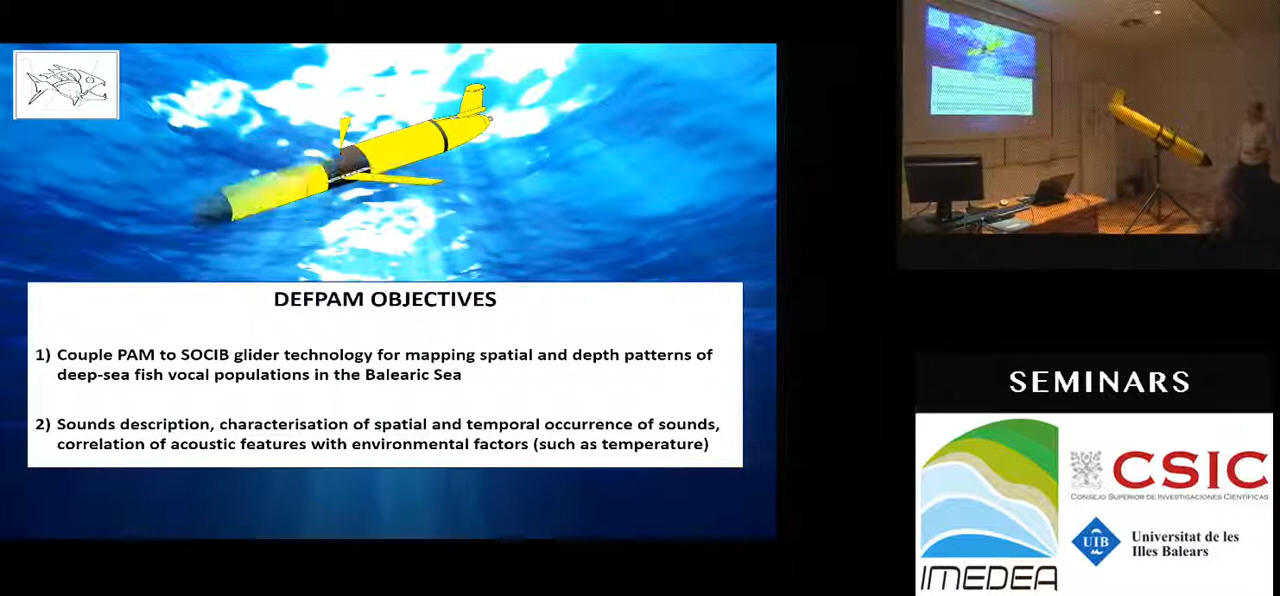 DEFPAM OBJECTIVES
1) Couple PAM to SOCIB glider technology for mapping spatial and depth patterns of
deep-sea fish vocal populations in the Balearic Sea
2) Sounds description, characterisation of spatial and temporal occurrence of sounds,
correlation of acoustic features with environmental factors (such as temperature)
SEMINARS
IMEDEA
CSIC
CONSEJO SUPERIOR DE INVESTIGACIONES CIENTÍFICAS
UIB
Universitat de les
Illes Balears